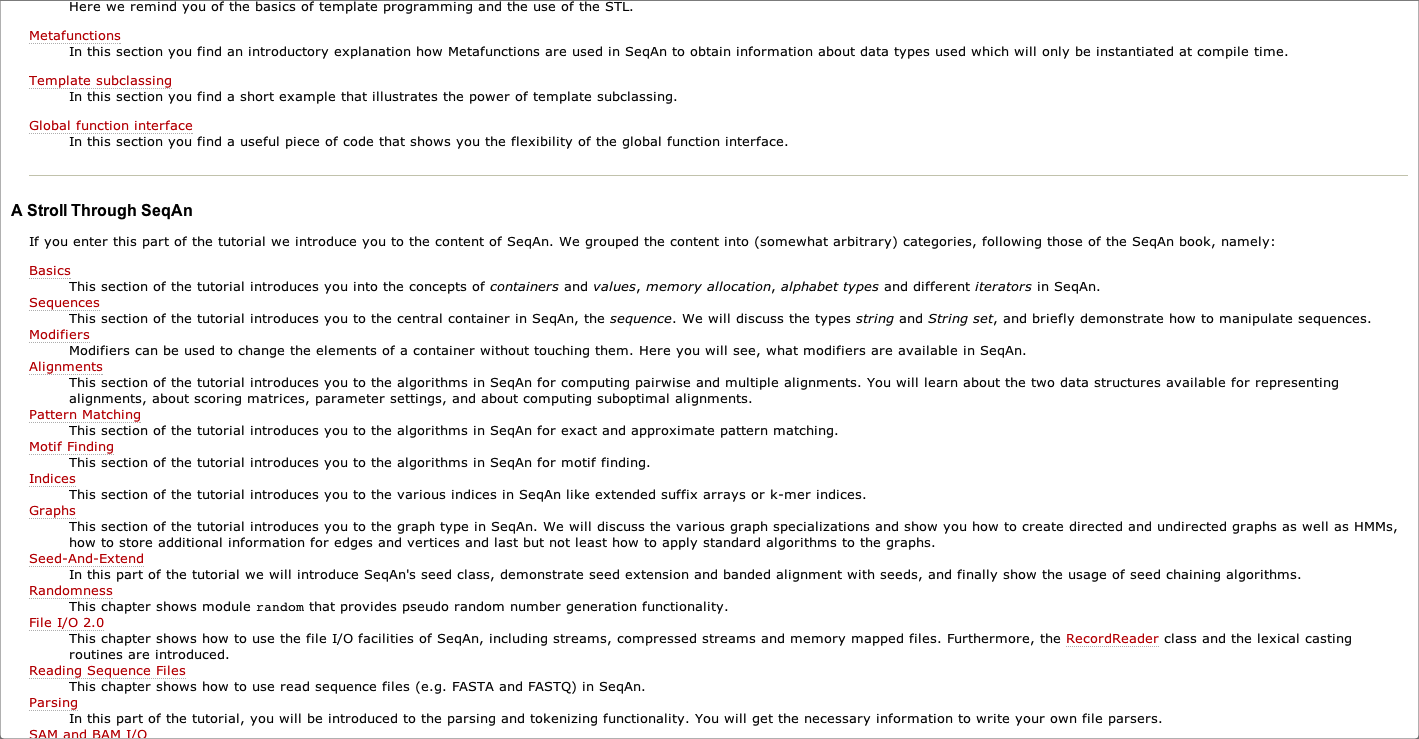 Here we remind you of the basics of template programming and the use of the STL.
Metafunctions
In this section you find an introductory explanation how Metafunctions are used in SeqAn to obtain information about data types used which will only be instantiated at compile time.
Template subclassing
In this section you find a short example that illustrates the power of template subclassing.
Global function interface
In this section you find a useful piece of code that shows you the flexibility of the global function interface.
A Stroll Through SeqAn
If you enter this part of the tutorial we introduce you to the content of SeqAn. We grouped the content into (somewhat arbitrary) categories, following those of the SeqAn book, namely:
Basics
This section of the tutorial introduces you into the concepts of containers and values, memory allocation, alphabet types and different iterators in SeqAn.
Sequences
This section of the tutorial introduces you to the central container in SeqAn, the sequence. We will discuss the types string and String set, and briefly demonstrate how to manipulate sequences.
Modifiers
Modifiers can be used to change the elements of a container without touching them. Here you will see, what modifiers are available in SeqAn.
Alignments
This section of the tutorial introduces you to the algorithms in SeqAn for computing pairwise and multiple alignments. You will learn about the two data structures available for representing
alignments, about scoring matrices, parameter settings, and about computing suboptimal alignments.
Pattern Matching
This section of the tutorial introduces you to the algorithms in SeqAn for exact and approximate pattern matching.
Motif Finding
This section of the tutorial introduces you to the algorithms in SeqAn for motif finding.
Indices
This section of the tutorial introduces you to the various indices in SeqAn like extended suffix arrays or k-mer indices.
Graphs
This section of the tutorial introduces you to the graph type in SeqAn. We will discuss the various graph specializations and show you how to create directed and undirected graphs as well as HMMs,
how to store additional information for edges and vertices and last but not least how to apply standard algorithms to the graphs.
Seed-And-Extend
In this part of the tutorial we will introduce SeqAn's seed class, demonstrate seed extension and banded alignment with seeds, and finally show the usage of seed chaining algorithms.
Randomness
This chapter shows module random that provides pseudo random number generation functionality.
File I/O 2.0
This chapter shows how to use the file I/O facilities of SeqAn, including streams, compressed streams and memory mapped files. Furthermore, the RecordReader class and the lexical casting
routines are introduced.
Reading Sequence Files
This chapter shows how to use read sequence files (e.g. FASTA and FASTQ) in SeqAn.
Parsing
In this part of the tutorial, you will be introduced to the parsing and tokenizing functionality. You will get the necessary information to write your own file parsers.
SAM and BAM I/O